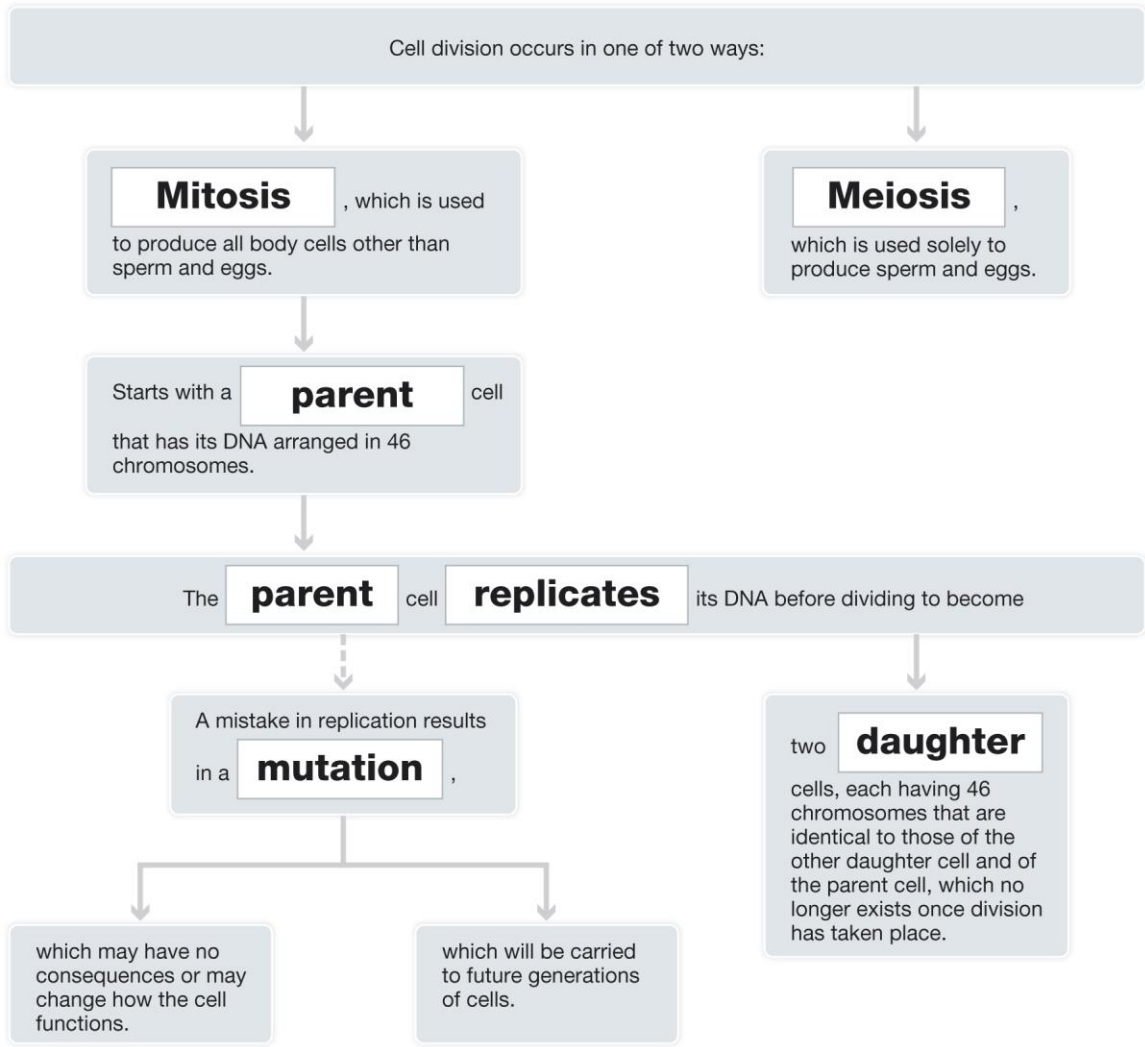 Cell division occurs in one of two ways:
Mitosis , which is used
to produce all body cells other than
sperm and eggs.
Meiosis ,
which is used solely to
produce sperm and eggs.
Starts with a parent cell
that has its DNA arranged in 46
chromosomes.
The parent cell replicates its DNA before dividing to become
A mistake in replication results
in a mutation ,
two daughter
cells, each having 46
chromosomes that are
identical to those of the
other daughter cell and of
the parent cell, which no
longer exists once division
has taken place.
which may have no
consequences or may
change how the cell
functions.
which will be carried
to future generations
of cells.